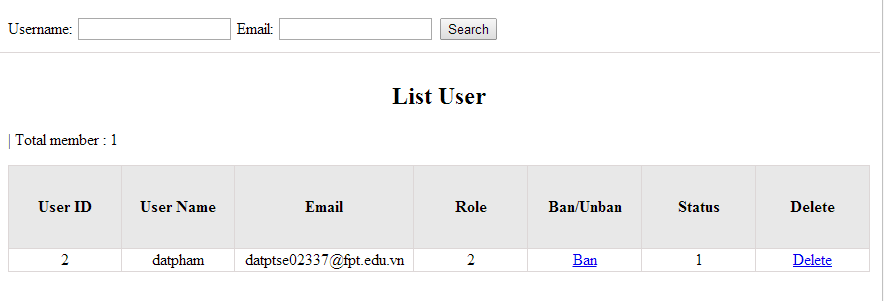 Username: Email: Search
List User
| Total member : 1
User ID User Name Email Role Ban/Unban Status Delete
2 datpham datptse02337@fpt.edu.vn 2 Ban 1 Delete